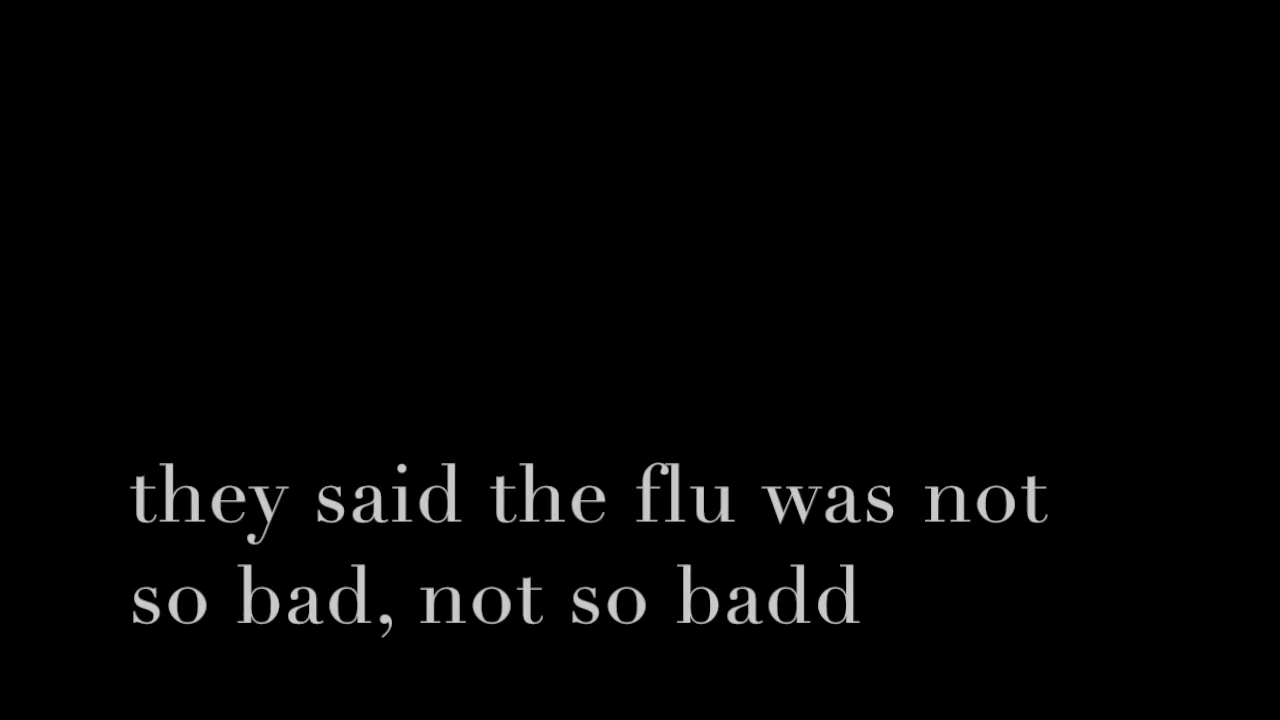 they said the flu was not
so bad, not so badd